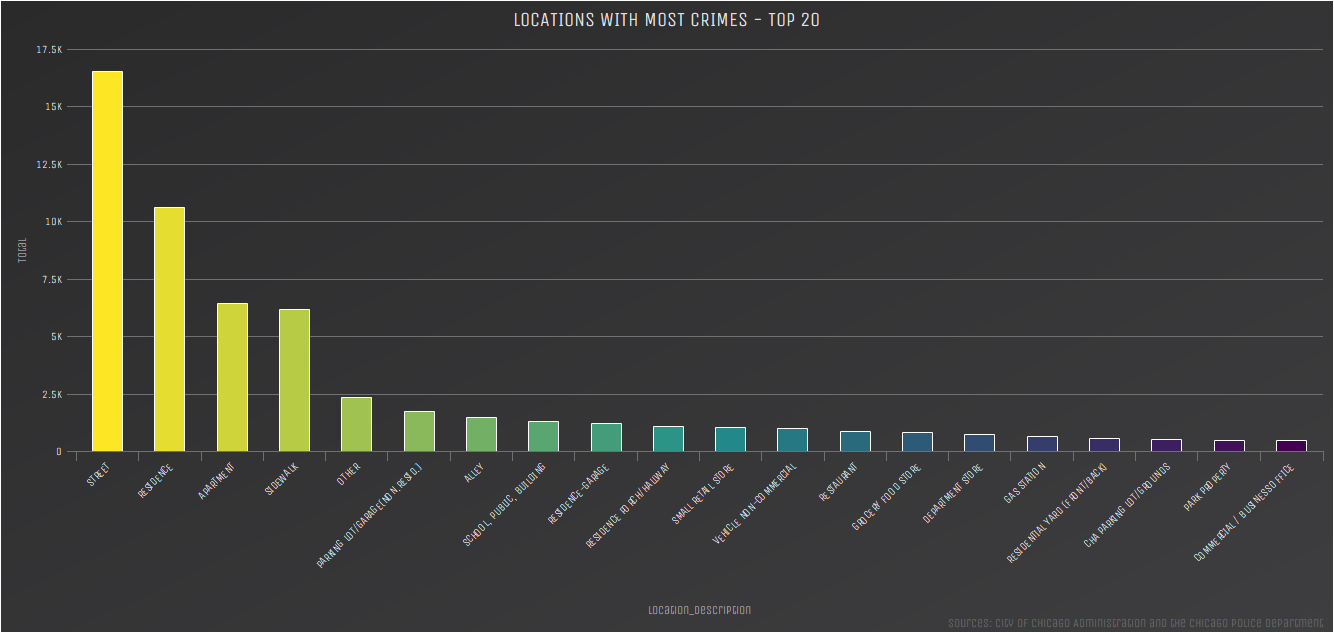 LOCATIONS WITH MOST CRIMES - TOP 20
17.5K
15K
12.5K
10K
7.5K
5K
2.5K
0
Total
STREET
RESIDENCE
APARTMENT
SIDEWALK
OTHER
PARKING LOT/GARAGE(NON.RESID.)
ALLEY
SCHOOL, PUBLIC, BUILDING
RESIDENCE-GARAGE
RESIDENCE PORCH/HALLWAY
SMALL RETAIL STORE
VEHICLE NON-COMMERCIAL
RESTAURANT
GROCERY FOOD STORE
DEPARTMENT STORE
GAS STATION
RESIDENTIAL YARD (FRONT/BACK)
CHA PARKING LOT/GROUNDS
PARK PROPERTY
COMMERCIAL / BUSINESS OFFICE
location_description
Sources: City of Chicago Administration and the Chicago Police Department